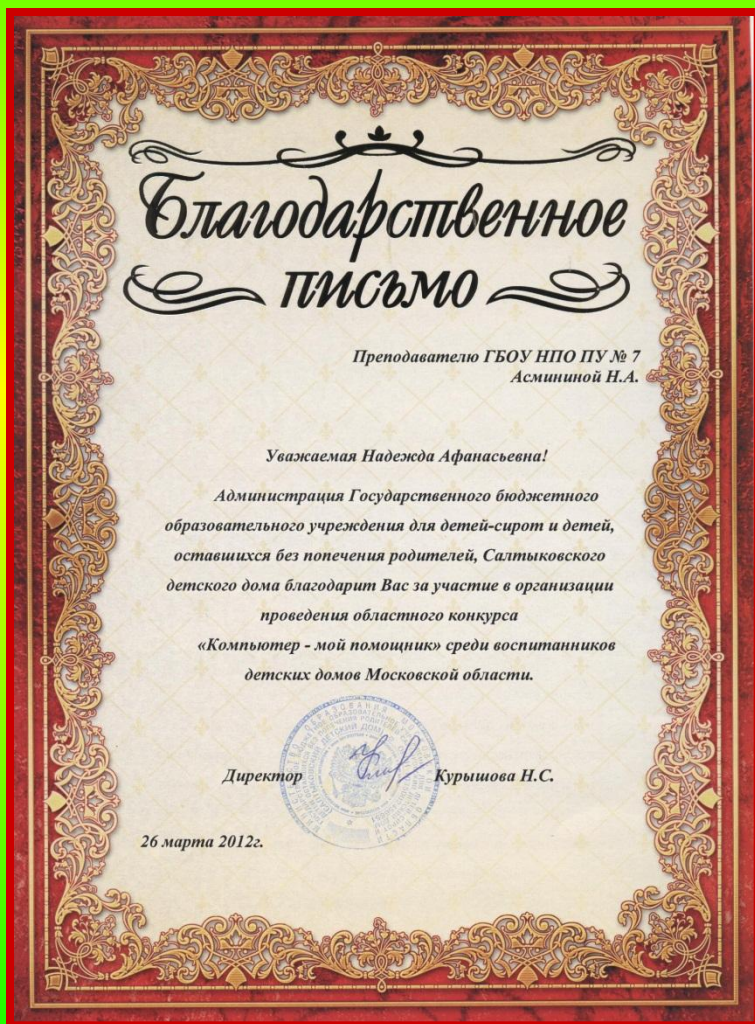 Благодарственное
письмо
Преподавателю ГБОУ НПО ПУ № 7
Асмининой Н.А.
Уважаемая Надежда Афанасьевна!
Администрация Государственного бюджетного
образовательного учреждения для детей-сирот и детей,
оставшихся без попечения родителей, Салтыковского
детского дома благодарит Вас за участие в организации
проведения областного конкурса
«Компьютер - мой помощник» среди воспитанников
детских домов Московской области.
Директор Курышова Н.С.
26 марта 2012г.